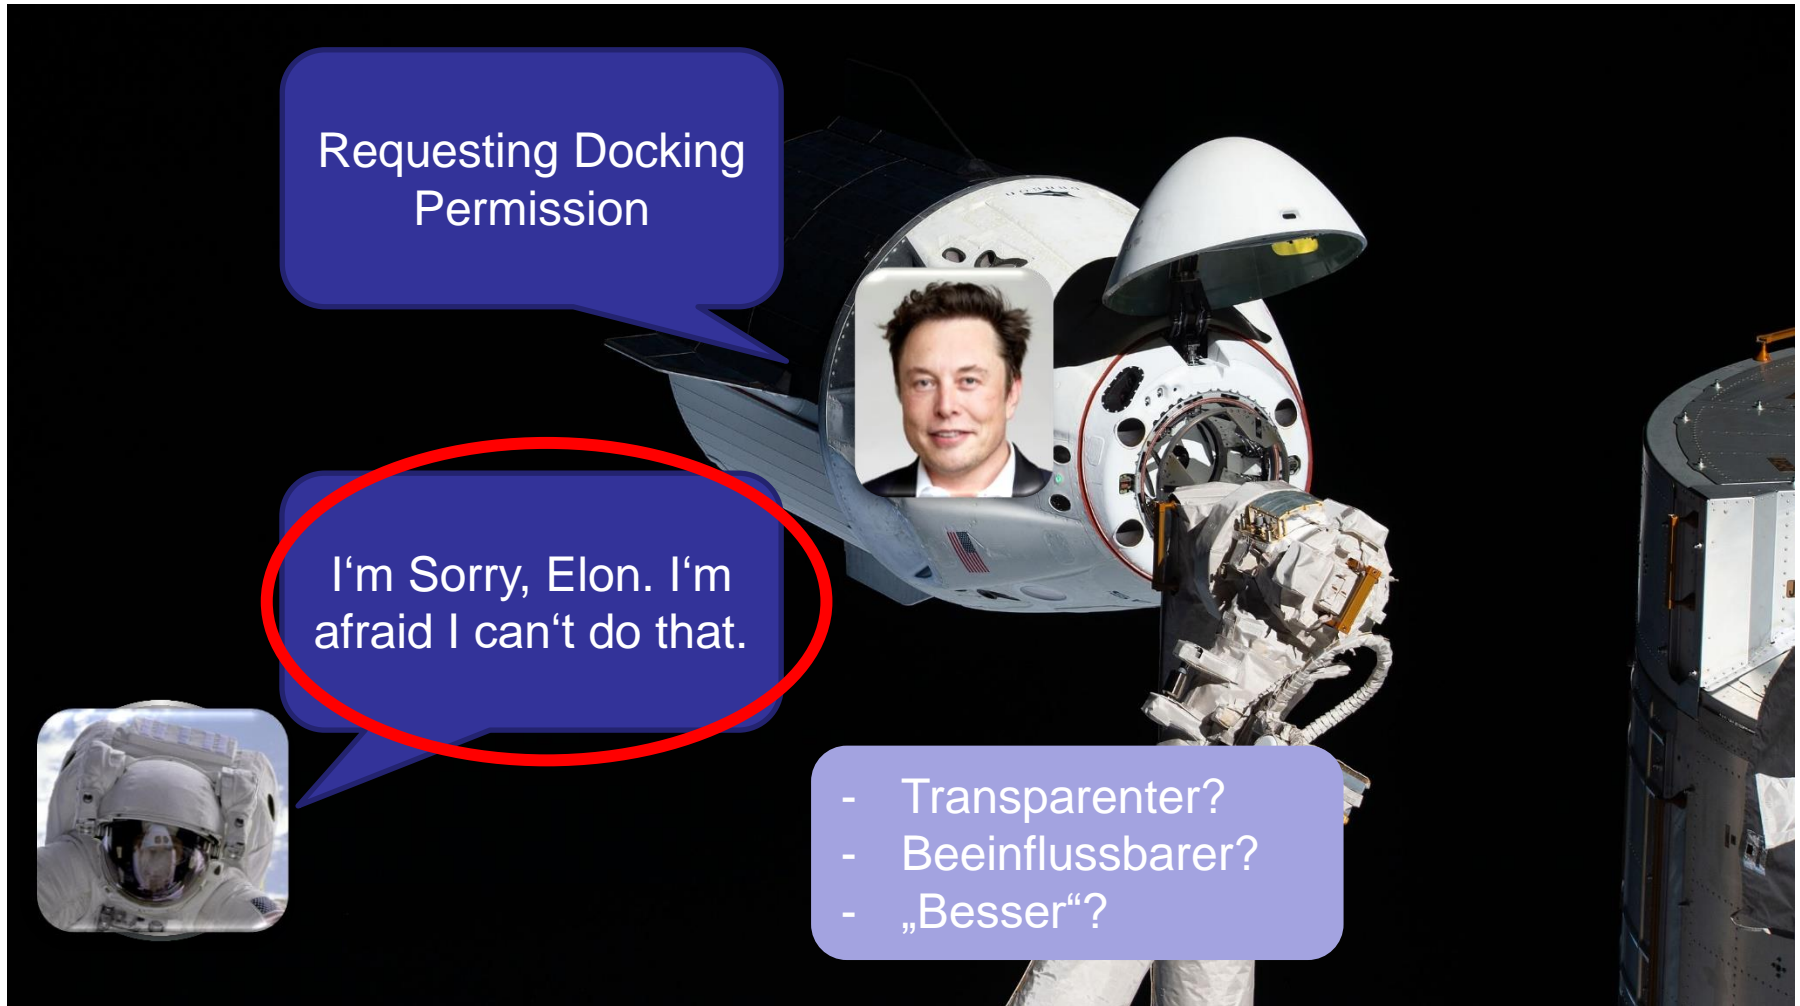 Requesting Docking
Permission
I‘m Sorry, Elon. I‘m
afraid I can‘t do that.
- Transparenter?
- Beeinflussbarer?
- „Besser“?